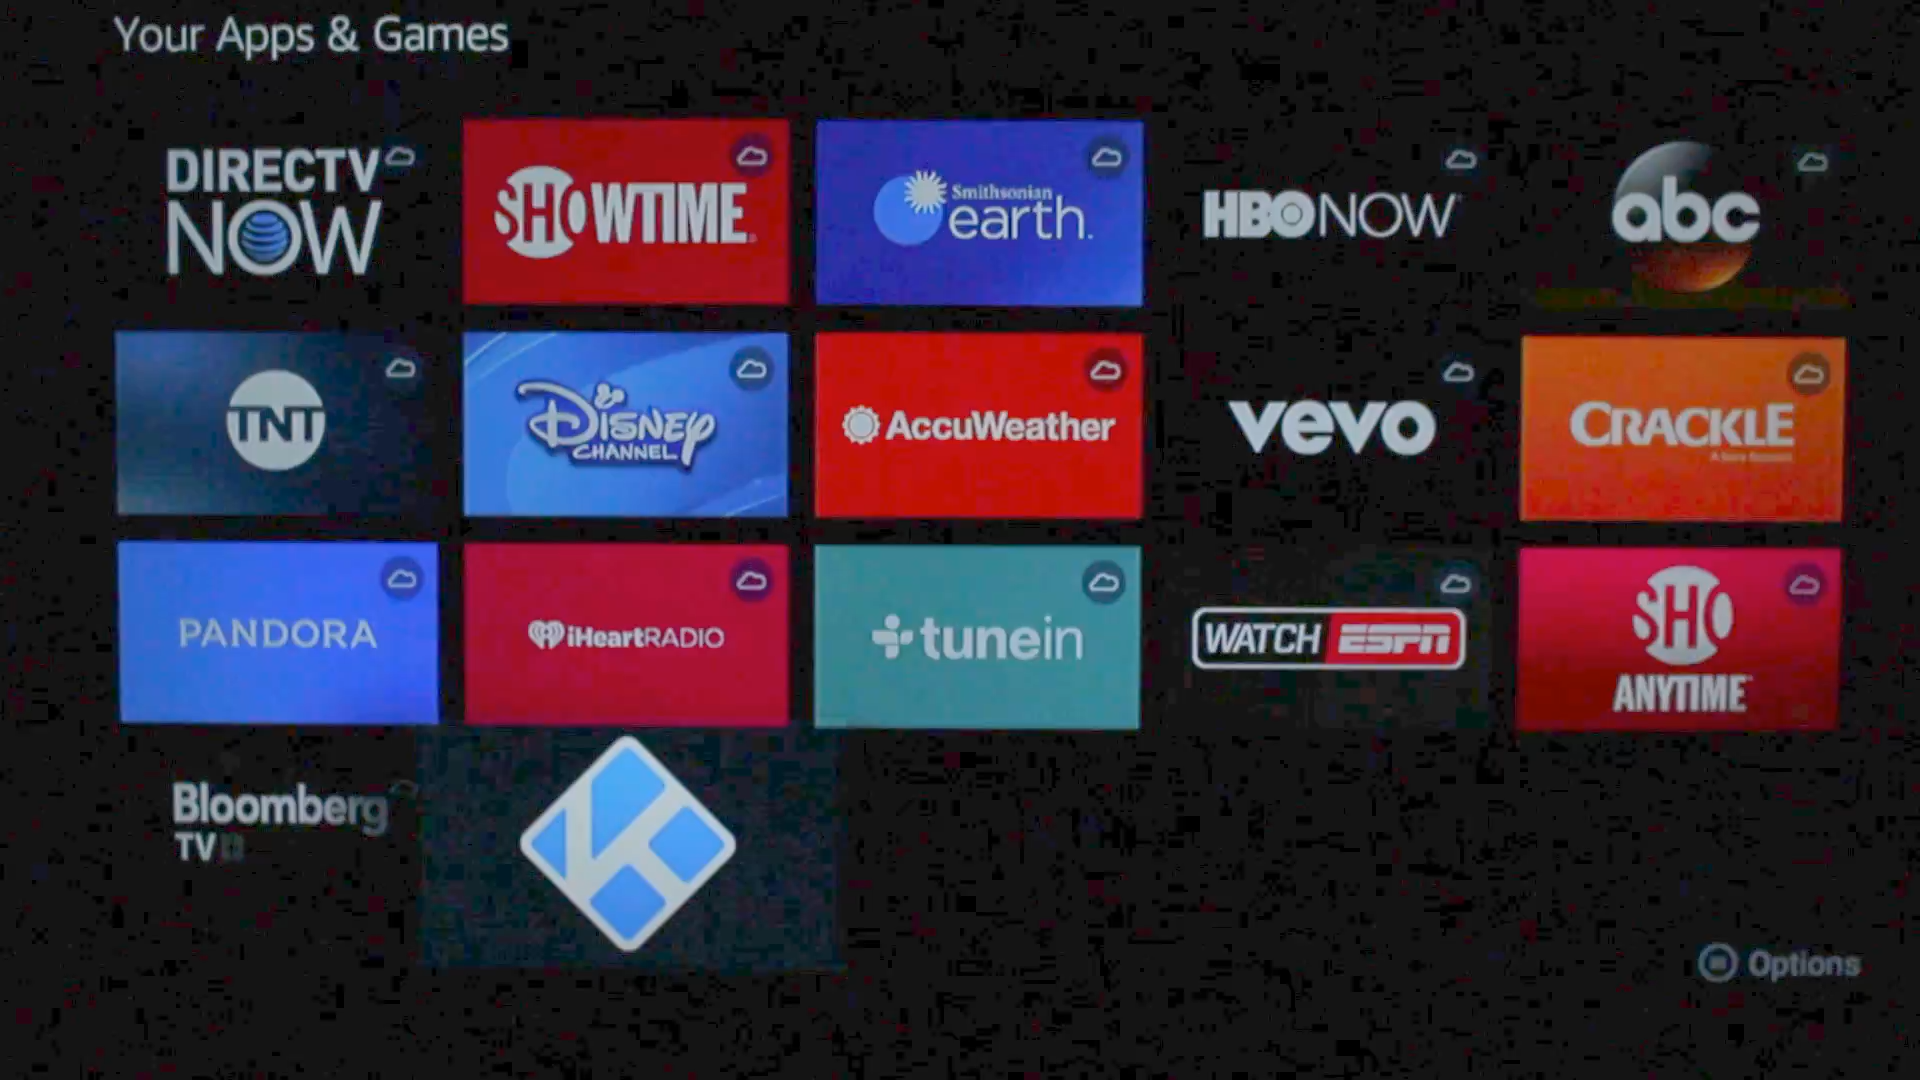 Your Apps & Games
DIRECTV
NOW
SHOWTIME
Smithsonian
earth.
HBO NOW
abc
TNT
DISNEY
CHANNEL
AccuWeather
vevo
CRACKLE
PANDORA
iHeartRADIO
tunein
WATCH ESPN
SHO
ANYTIME
Bloomberg
TV
Options